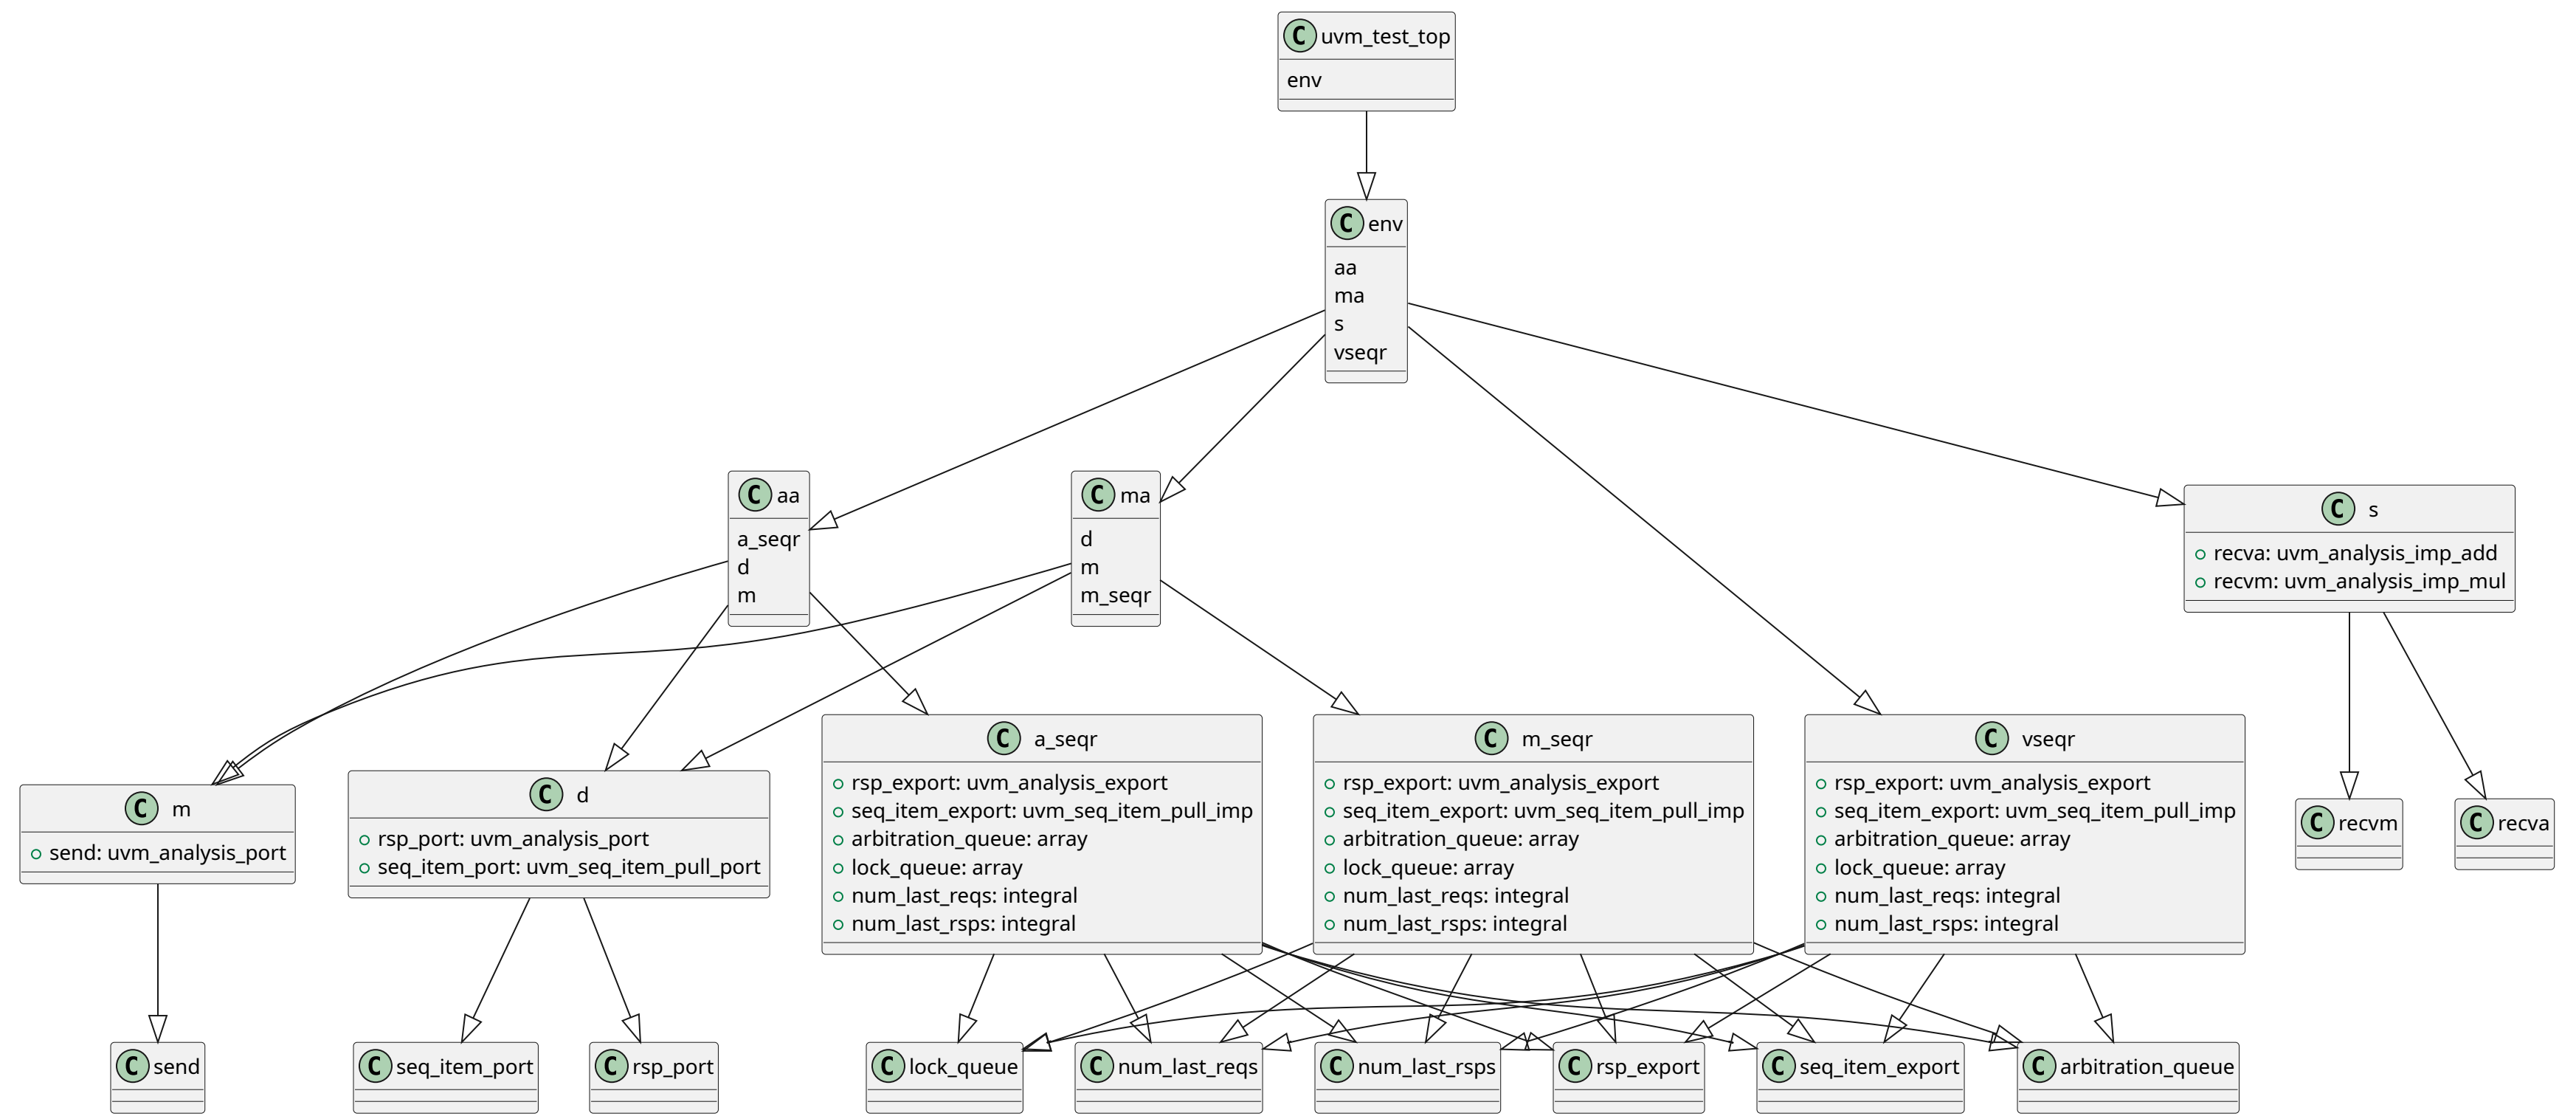 C uvm_test_top
env
C env
aa
ma
s
vseqr
C aa
a_seqr
d
m
C ma
d
m
m_seqr
C s
recva: uvm_analysis_imp_add
recvm: uvm_analysis_imp_mul
C m
send: uvm_analysis_port
C d
rsp_port: uvm_analysis_port
seq_item_port: uvm_seq_item_pull_port
C a_seqr
rsp_export: uvm_analysis_export
seq_item_export: uvm_seq_item_pull_imp
arbitration_queue: array
lock_queue: array
num_last_reqs: integral
num_last_rsps: integral
C m_seqr
rsp_export: uvm_analysis_export
seq_item_export: uvm_seq_item_pull_imp
arbitration_queue: array
lock_queue: array
num_last_reqs: integral
num_last_rsps: integral
C vseqr
rsp_export: uvm_analysis_export
seq_item_export: uvm_seq_item_pull_imp
arbitration_queue: array
lock_queue: array
num_last_reqs: integral
num_last_rsps: integral
C recvm
C recva
C send
C seq_item_port
C rsp_port
C lock_queue
C num_last_reqs
C num_last_rsps
C rsp_export
C seq_item_export
C arbitration_queue